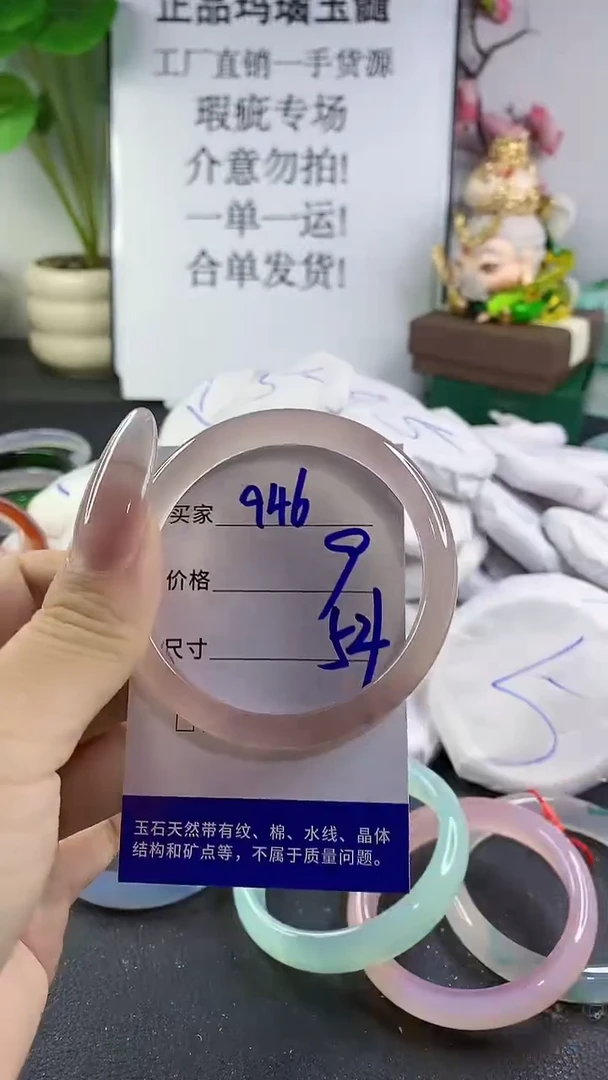 正品玛瑙玉髓
工厂直销一手货源
瑕疵专场
介意勿拍!
一单一运!
合单发货!
买家 946
价格 9
尺寸 54
玉石天然带有纹、棉、水线、晶体
结构和矿点等，不属于质量问题。